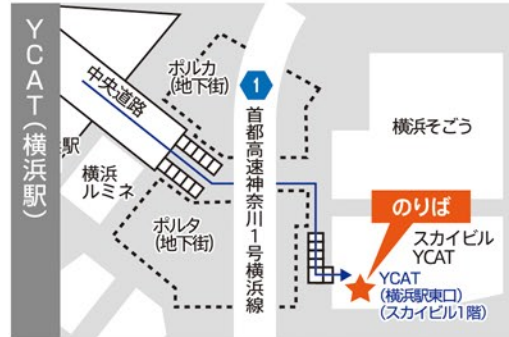 YCAT(横浜駅)
中央道路
駅
横浜
ルミネ
ポルカ
(地下街)
ポルタ
(地下街)
1
首都高速神奈川1号横浜線
横浜そごう
のりば
スカイビル
YCAT
YCAT
(横浜駅東口)
(スカイビル1階)